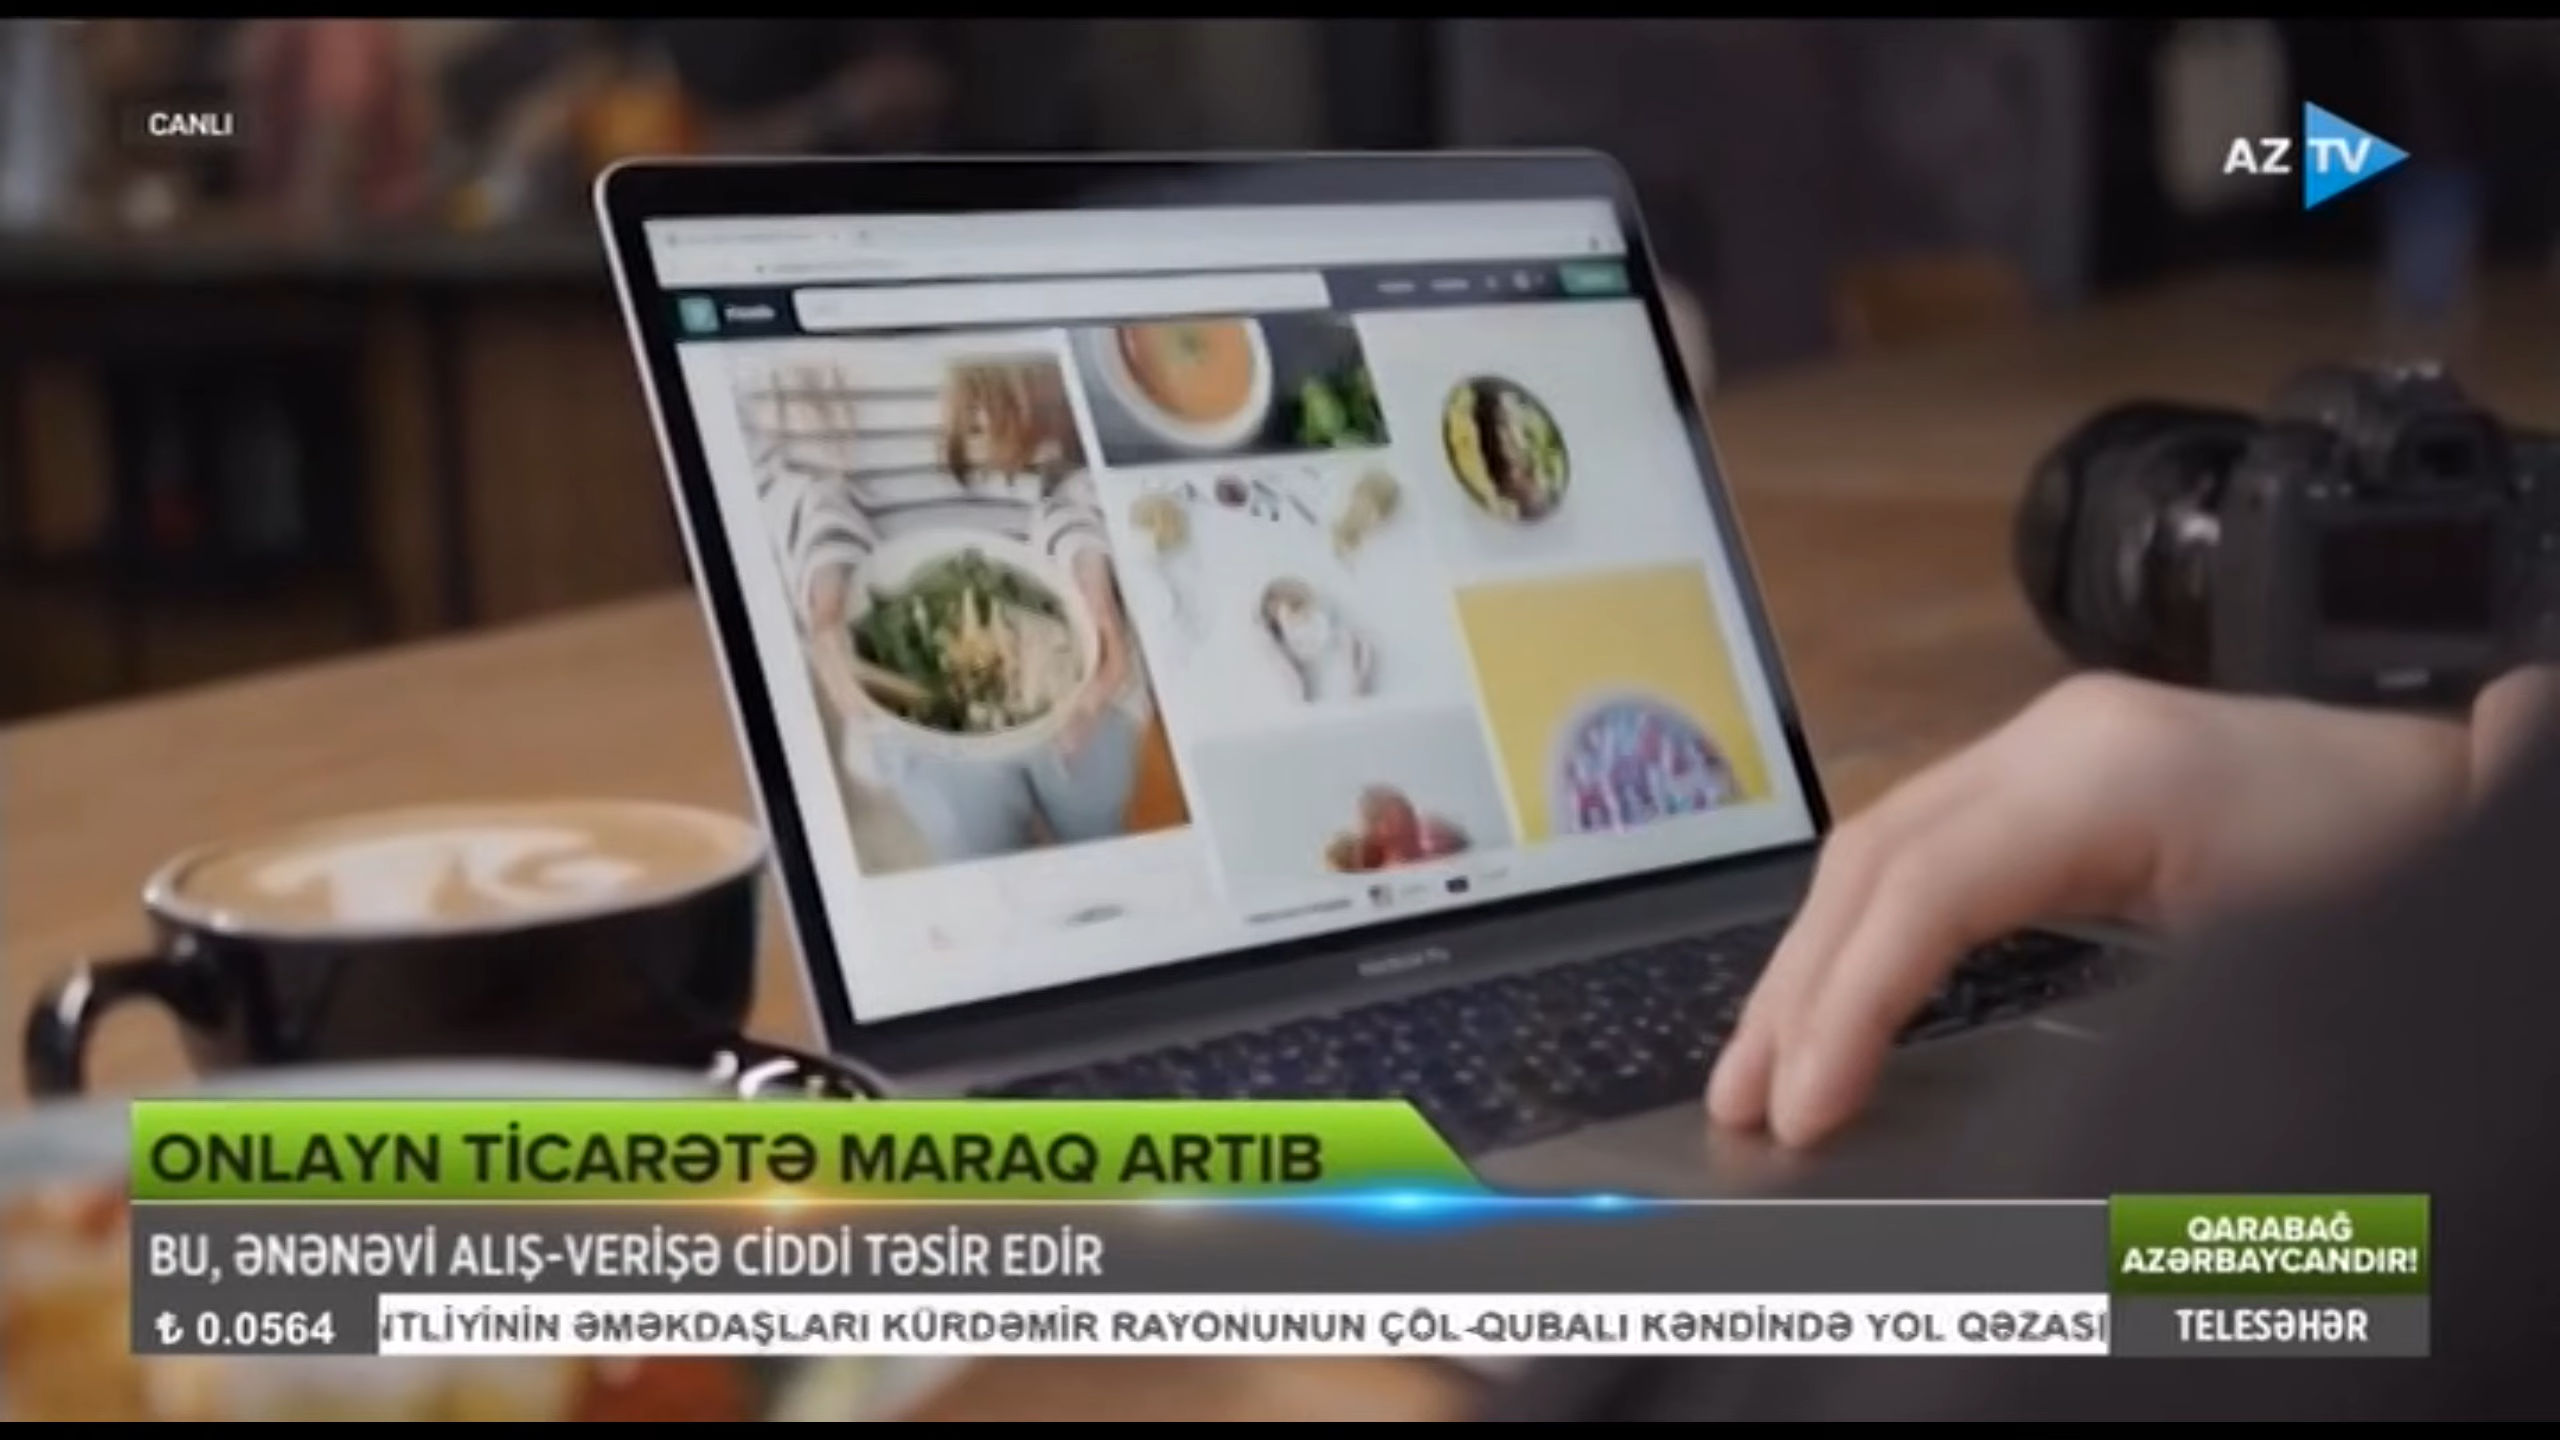 CANLI
AZ TV
ONLAYN TİCARƏTƏ MARAQ ARTIB
BU, ƏNƏNƏVİ ALIŞ-VERİŞƏ CİDDİ TƏSİR EDİR
QARABAĞ
AZƏRBAYCANDIR!
₺ 0.0564
NTLİYİNİN ƏMƏKDAŞLARI KÜRDƏMİR RAYONUNUN ÇÖL-QUBALI KƏNDİNDƏ YOL QƏZASI
TELESƏHƏR